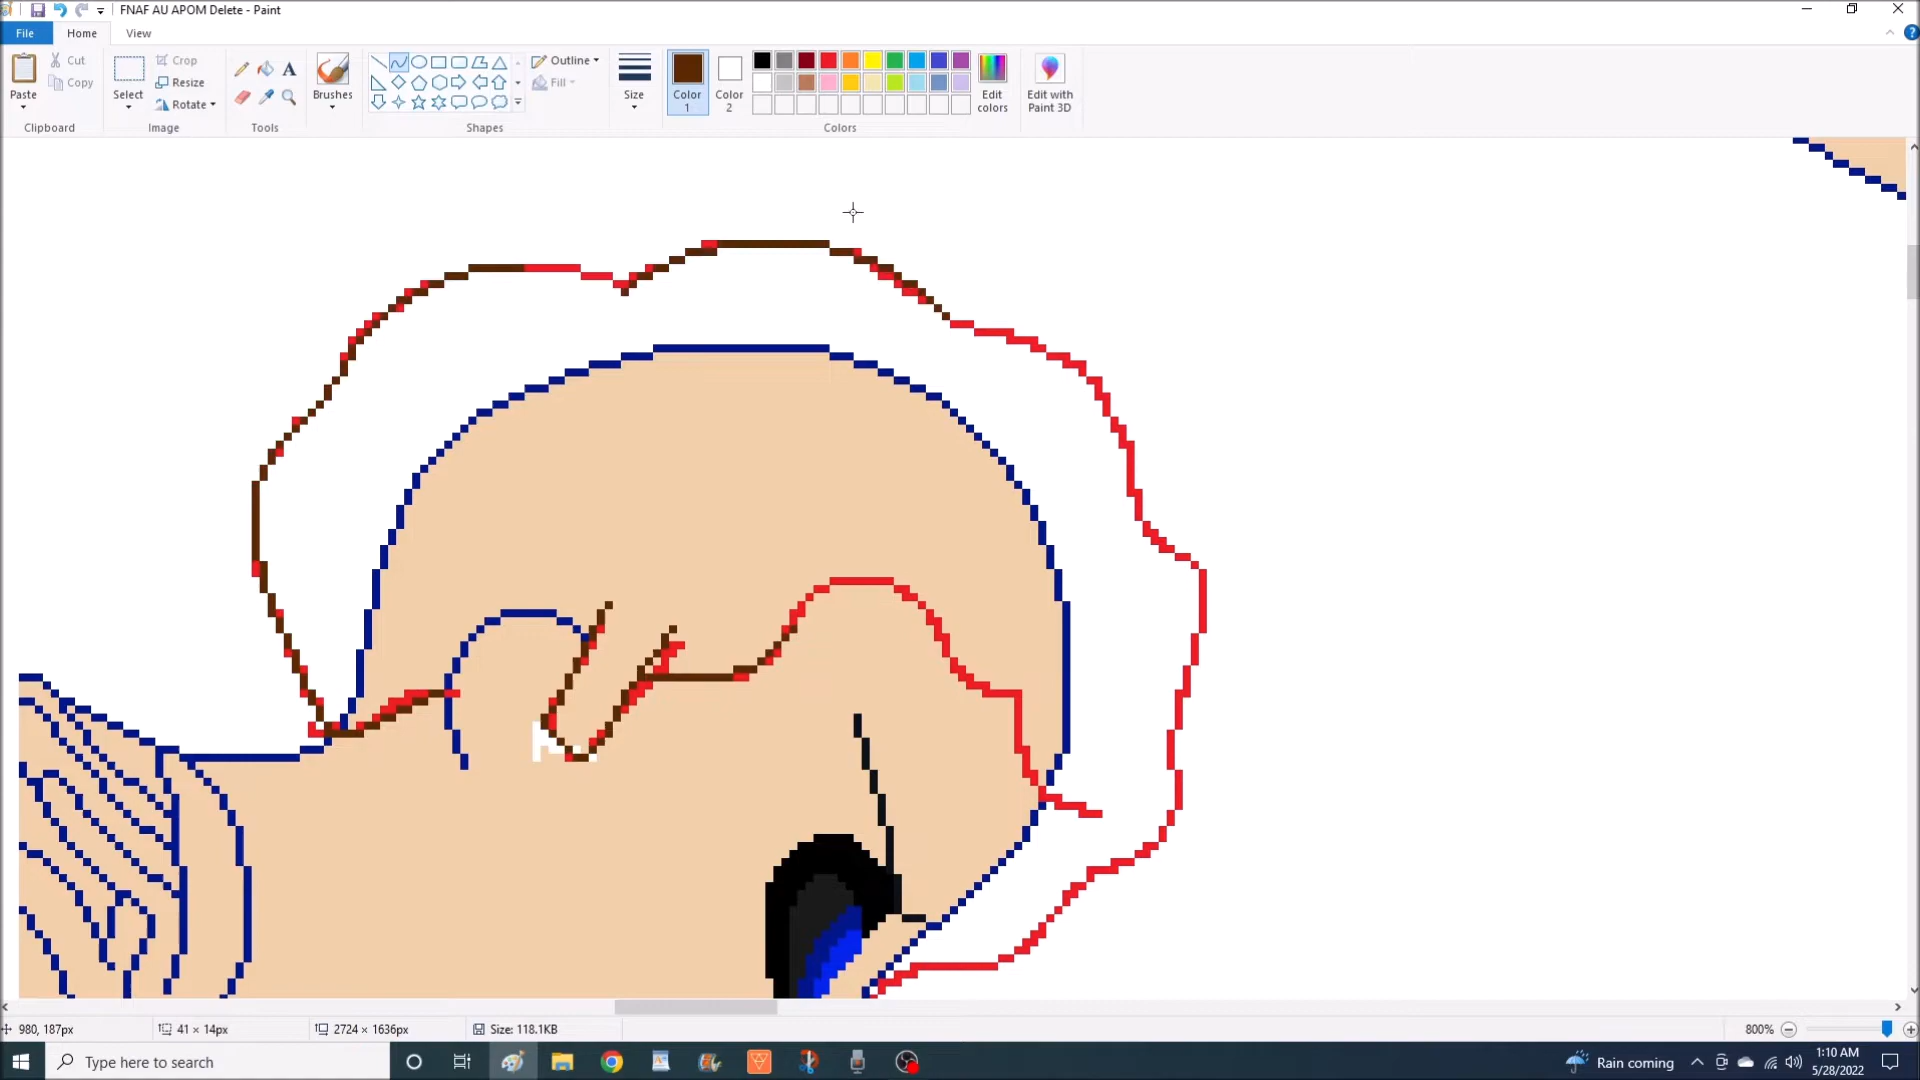 FNAF AU APOM Delete - Paint
File Home View
Paste Cut Copy Clipboard
Select Crop Resize Rotate Image
Tools
Brushes
Shapes
Outline Fill
Size
Color 1
Color 2
Edit colors
Colors
Edit with Paint 3D
980, 187px 41 × 14px 2724 × 1636px Size: 118.1KB 800%
Type here to search
Rain coming
1:10 AM
5/28/2022